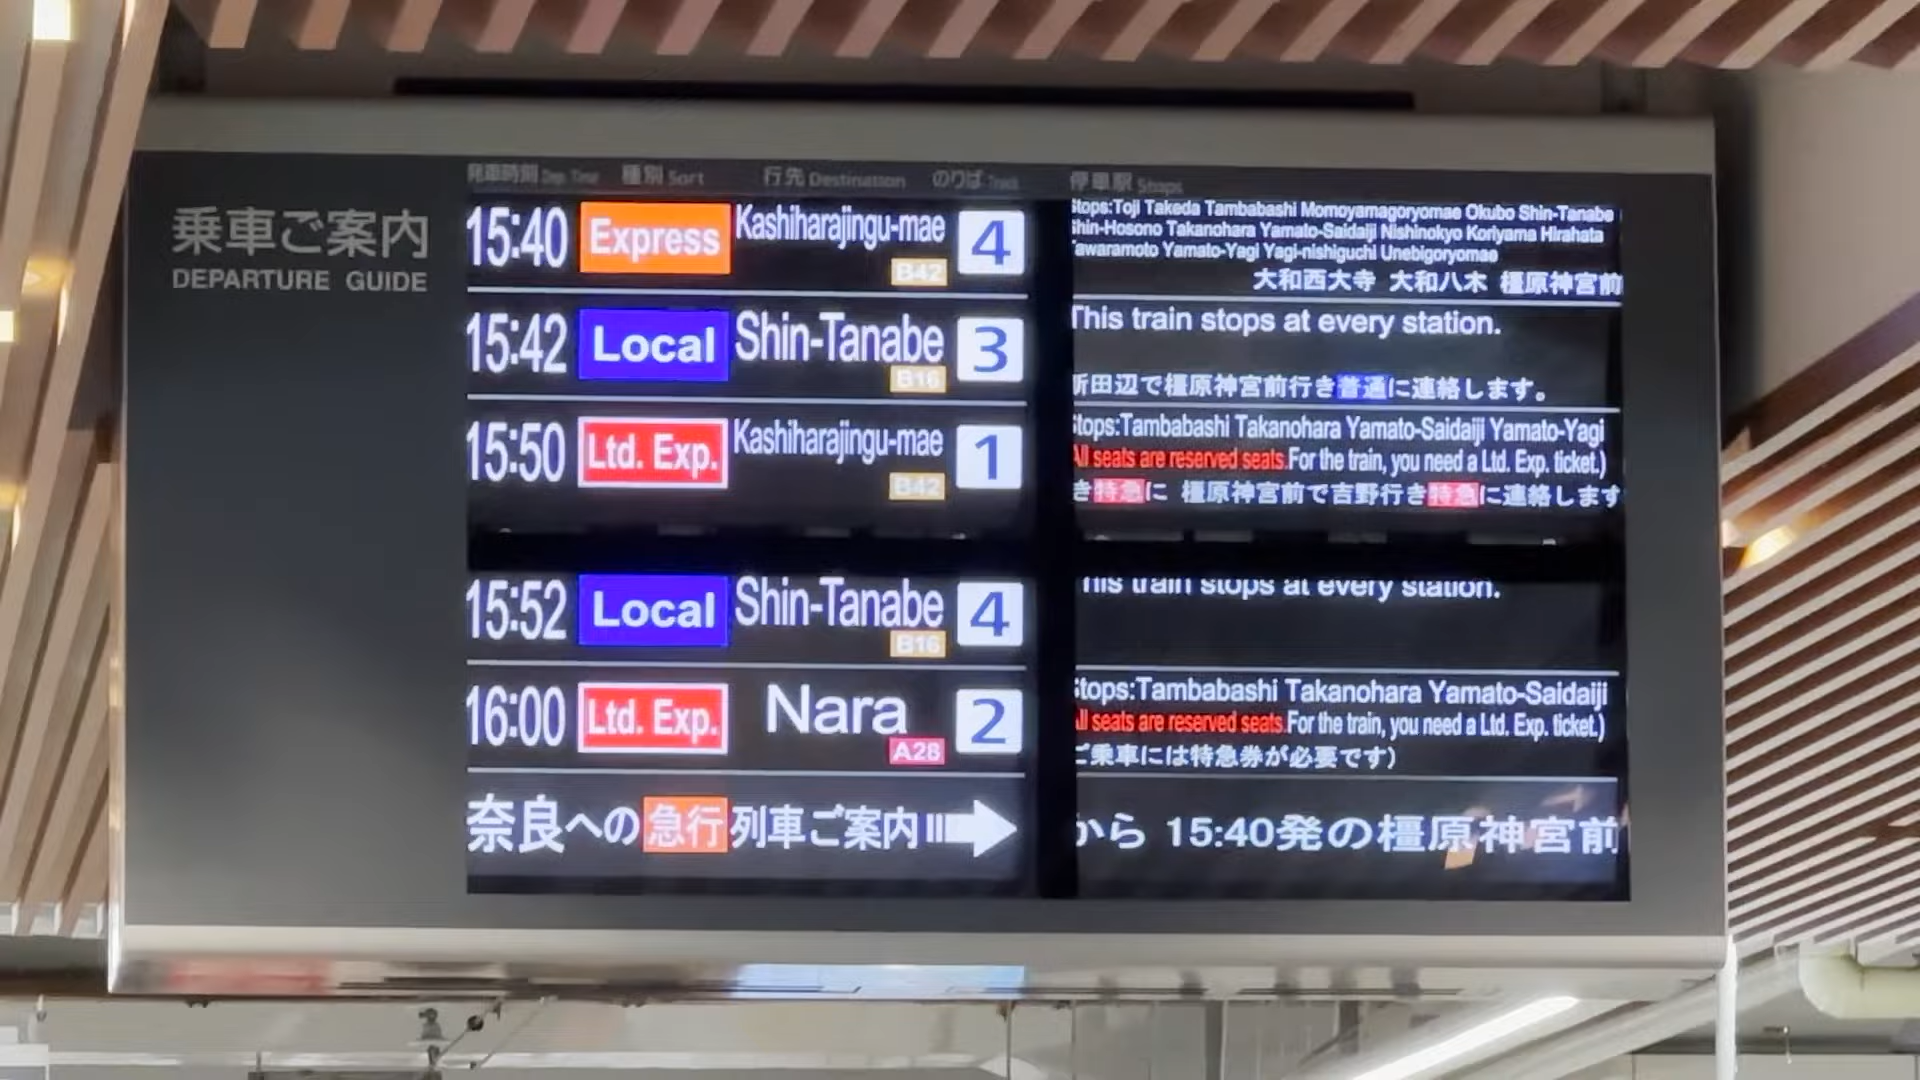 乗車ご案内
DEPARTURE GUIDE
発車時刻 Dep. Time 種別 Sort 行先 Destination のりば Track 停車駅 Stops
15:40 Express Kashiharajingu-mae B42 4
Stops:Toji Takeda Tambabashi Momoyamagoryomae Okubo Shin-Tanabe
Shin-Hosono Takanohara Yamato-Saidaiji Nishinokyo Koriyama Hirahata
Tawaramoto Yamato-Yagi Yagi-nishiguchi Unebigoryomae
大和西大寺 大和八木 橿原神宮前
15:42 Local Shin-Tanabe B16 3
This train stops at every station.
新田辺で橿原神宮前行き普通に連絡します。
15:50 Ltd. Exp. Kashiharajingu-mae B42 1
Stops:Tambabashi Takanohara Yamato-Saidaiji Yamato-Yagi
All seats are reserved seats.For the train, you need a Ltd. Exp. ticket.)
き特急に 橿原神宮前で吉野行き特急に連絡します
15:52 Local Shin-Tanabe B16 4
This train stops at every station.
16:00 Ltd. Exp. Nara A28 2
Stops:Tambabashi Takanohara Yamato-Saidaiji
All seats are reserved seats.For the train, you need a Ltd. Exp. ticket.)
ご乗車には特急券が必要です)
奈良への急行列車ご案内
から 15:40発の橿原神宮前